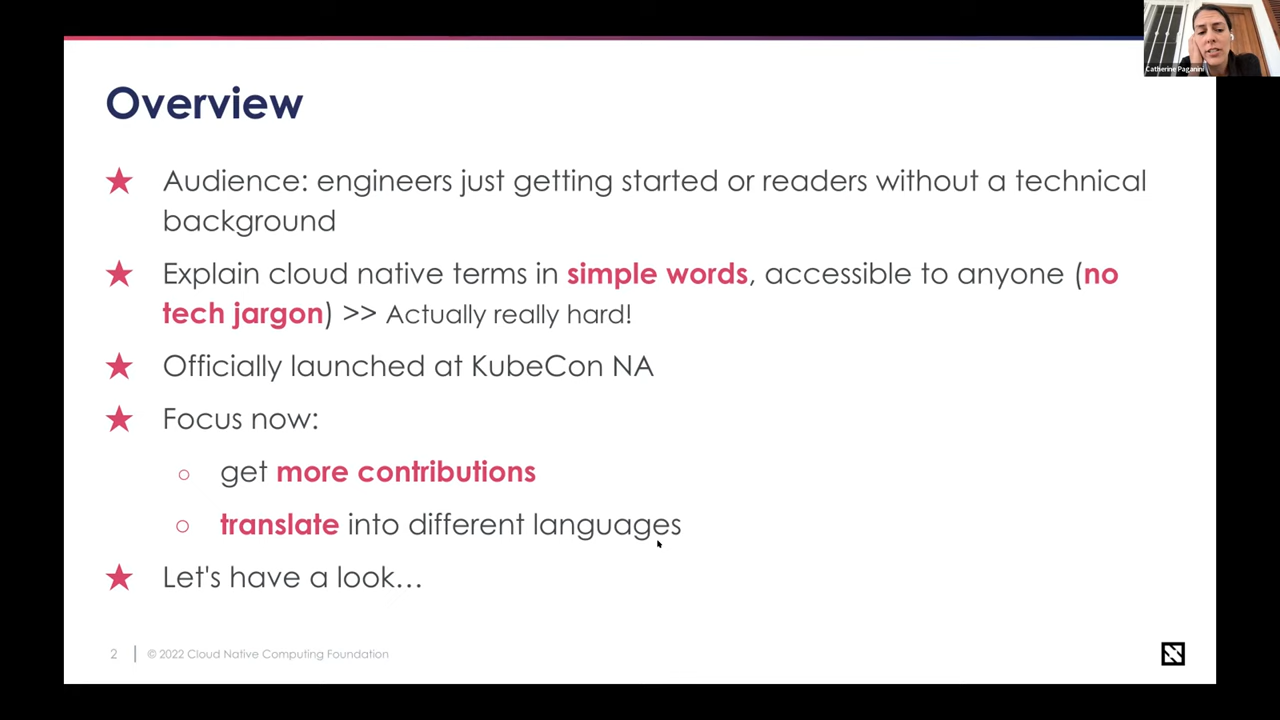 Catherine Paganini
Overview
★ Audience: engineers just getting started or readers without a technical
background
★ Explain cloud native terms in simple words, accessible to anyone (no
tech jargon) >> Actually really hard!
★ Officially launched at KubeCon NA
★ Focus now:
○ get more contributions
○ translate into different languages
★ Let's have a look…
2 | © 2022 Cloud Native Computing Foundation